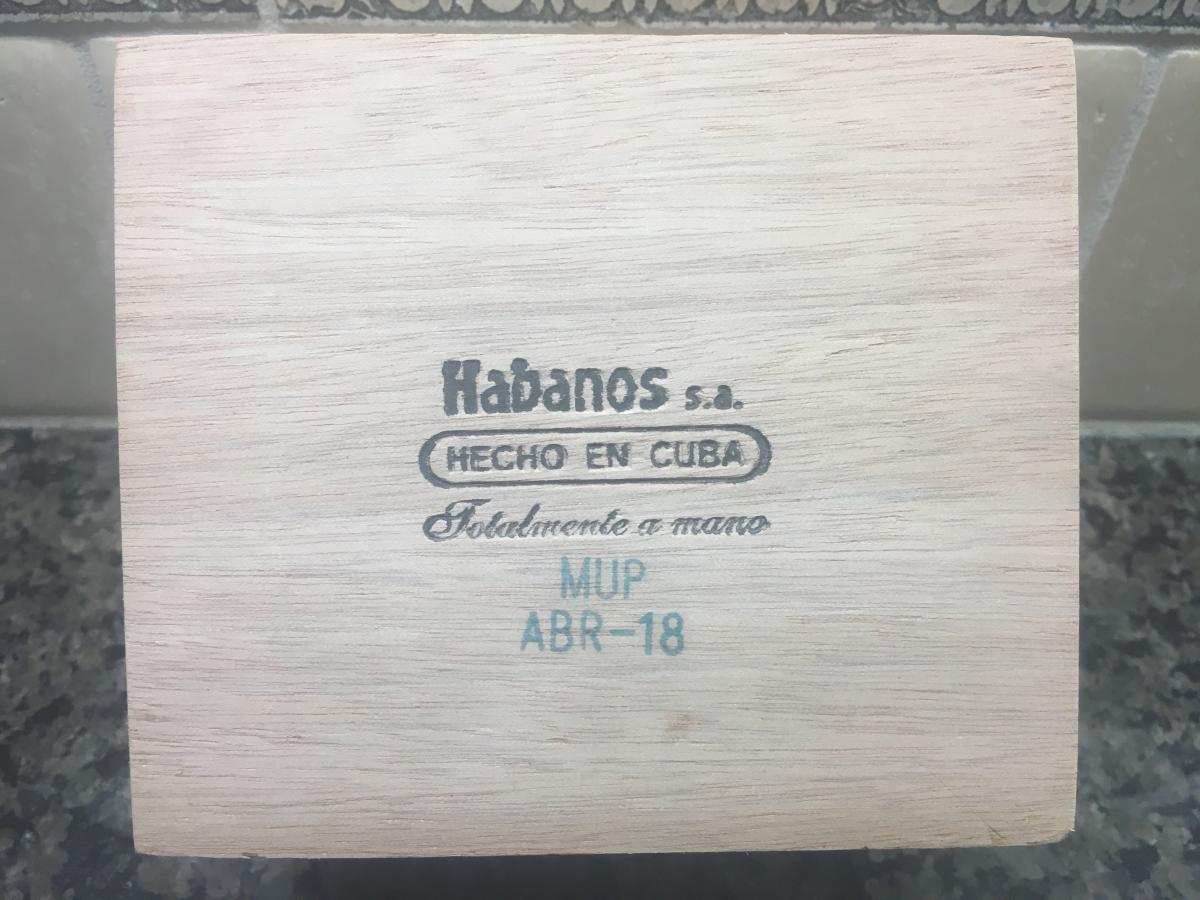 Habanos s.a.
HECHO EN CUBA
Totalmente a mano
MUP
ABR-18